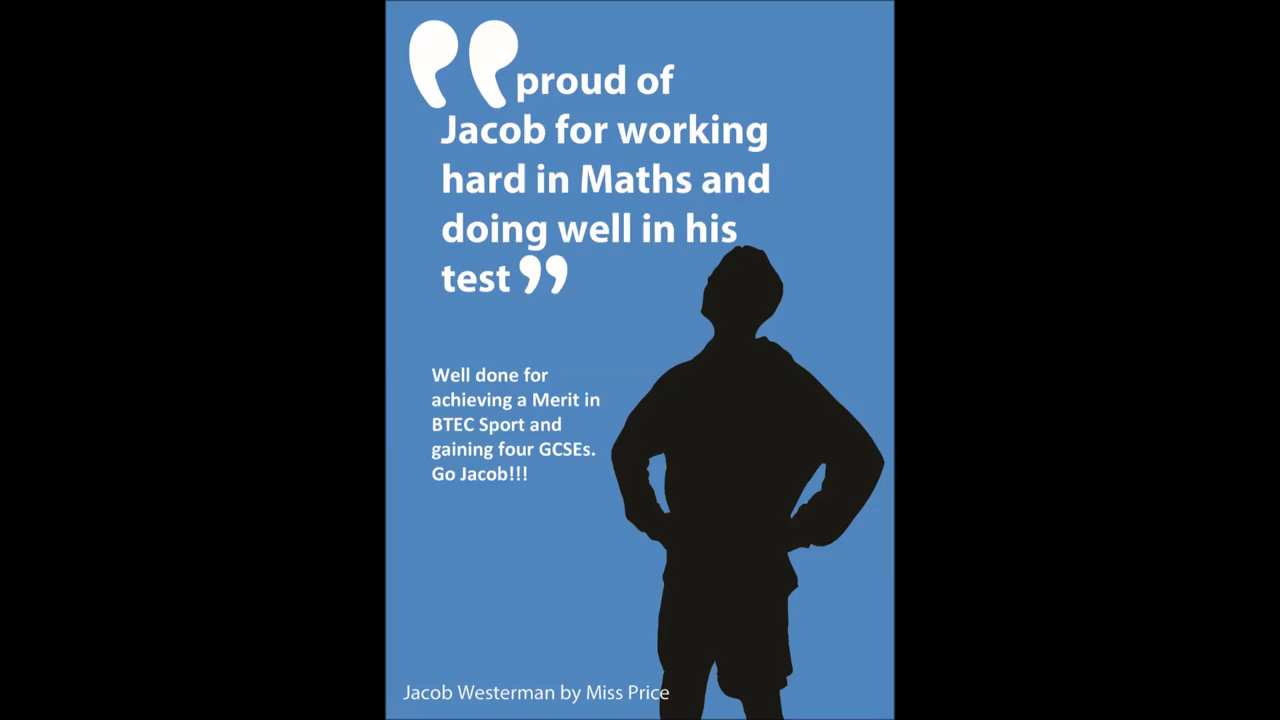 “proud of
Jacob for working
hard in Maths and
doing well in his
test”
Well done for
achieving a Merit in
BTEC Sport and
gaining four GCSEs.
Go Jacob!!!
Jacob Westerman by Miss Price